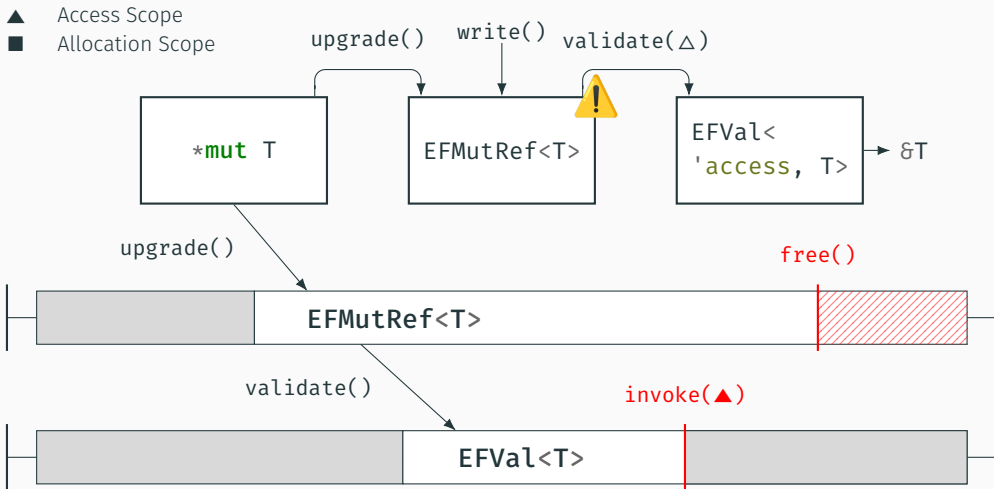 ▲ Access Scope
■ Allocation Scope
upgrade()
write()
validate(△)
*mut T
EFMutRef<T>
EFVal<
'access, T>
&T
upgrade()
free()
EFMutRef<T>
validate()
invoke(▲)
EFVal<T>